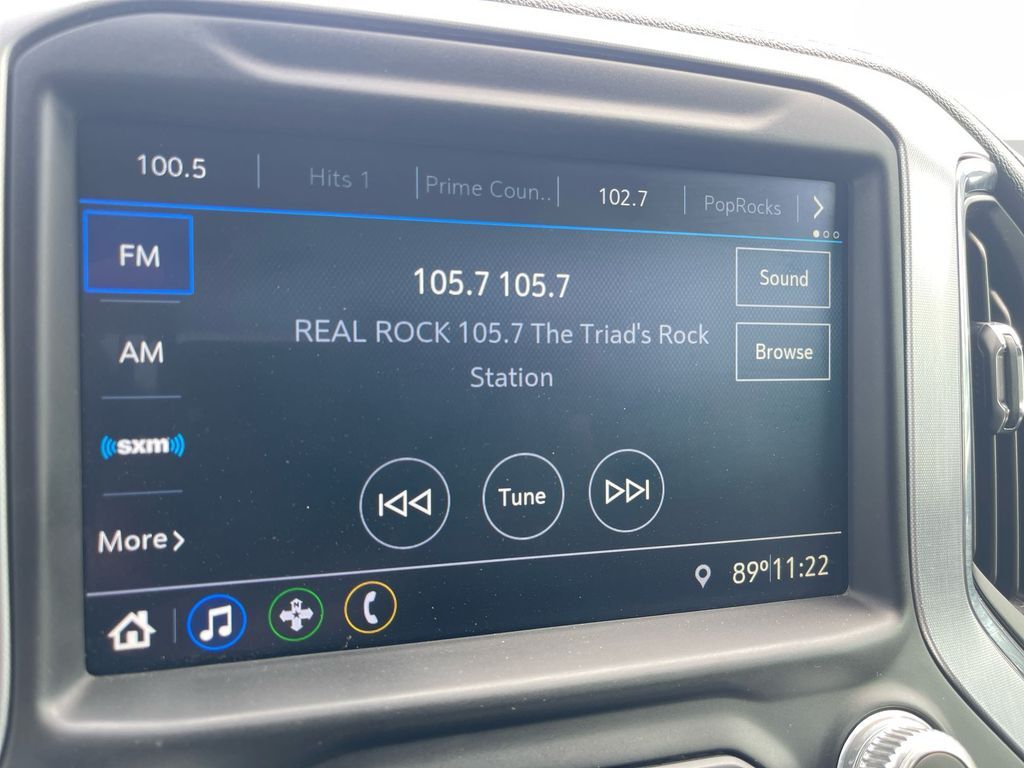 100.5 Hits 1 Prime Coun.. 102.7 PopRocks
FM
105.7 105.7
Sound
REAL ROCK 105.7 The Triad's Rock
Station
Browse
AM
sxm
Tune
More
89º 11:22
N